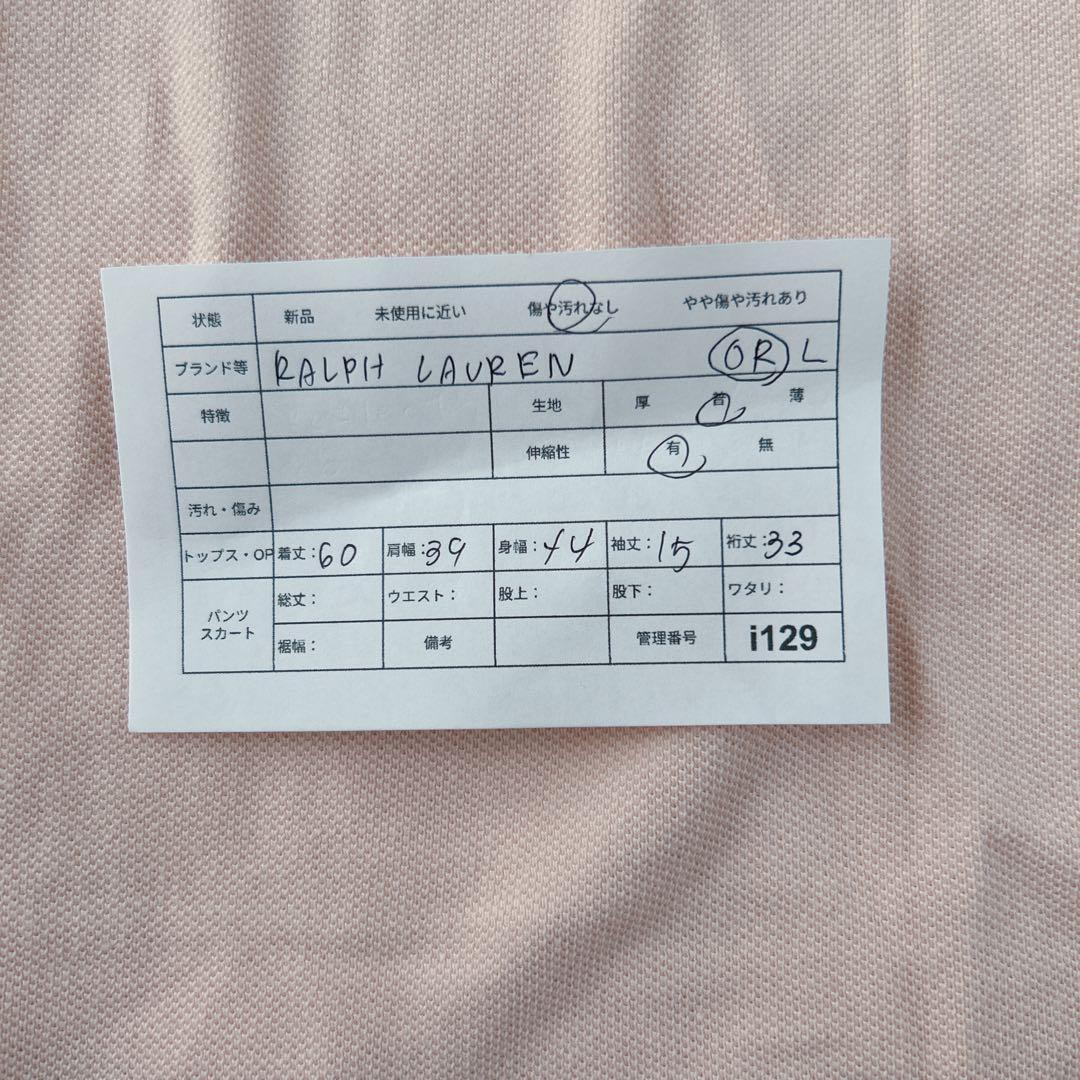 状態 新品 未使用に近い 傷や汚れなし やや傷や汚れあり
ブランド等 RALPH LAUREN OR L
特徴 生地 厚 普 薄
伸縮性 有 無
汚れ・傷み
トップス・OP 着丈:60 肩幅:39 身幅:44 袖丈:15 裄丈:33
パンツ スカート 総丈: ウエスト: 股上: 股下: ワタリ:
裾幅: 備考 管理番号 i129